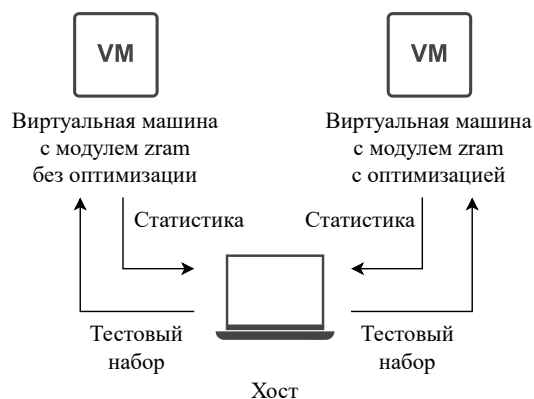 VM
Виртуальная машина
с модулем zram
без оптимизации
VM
Виртуальная машина
с модулем zram
с оптимизацией
Статистика
Статистика
Тестовый
набор
Тестовый
набор
Хост